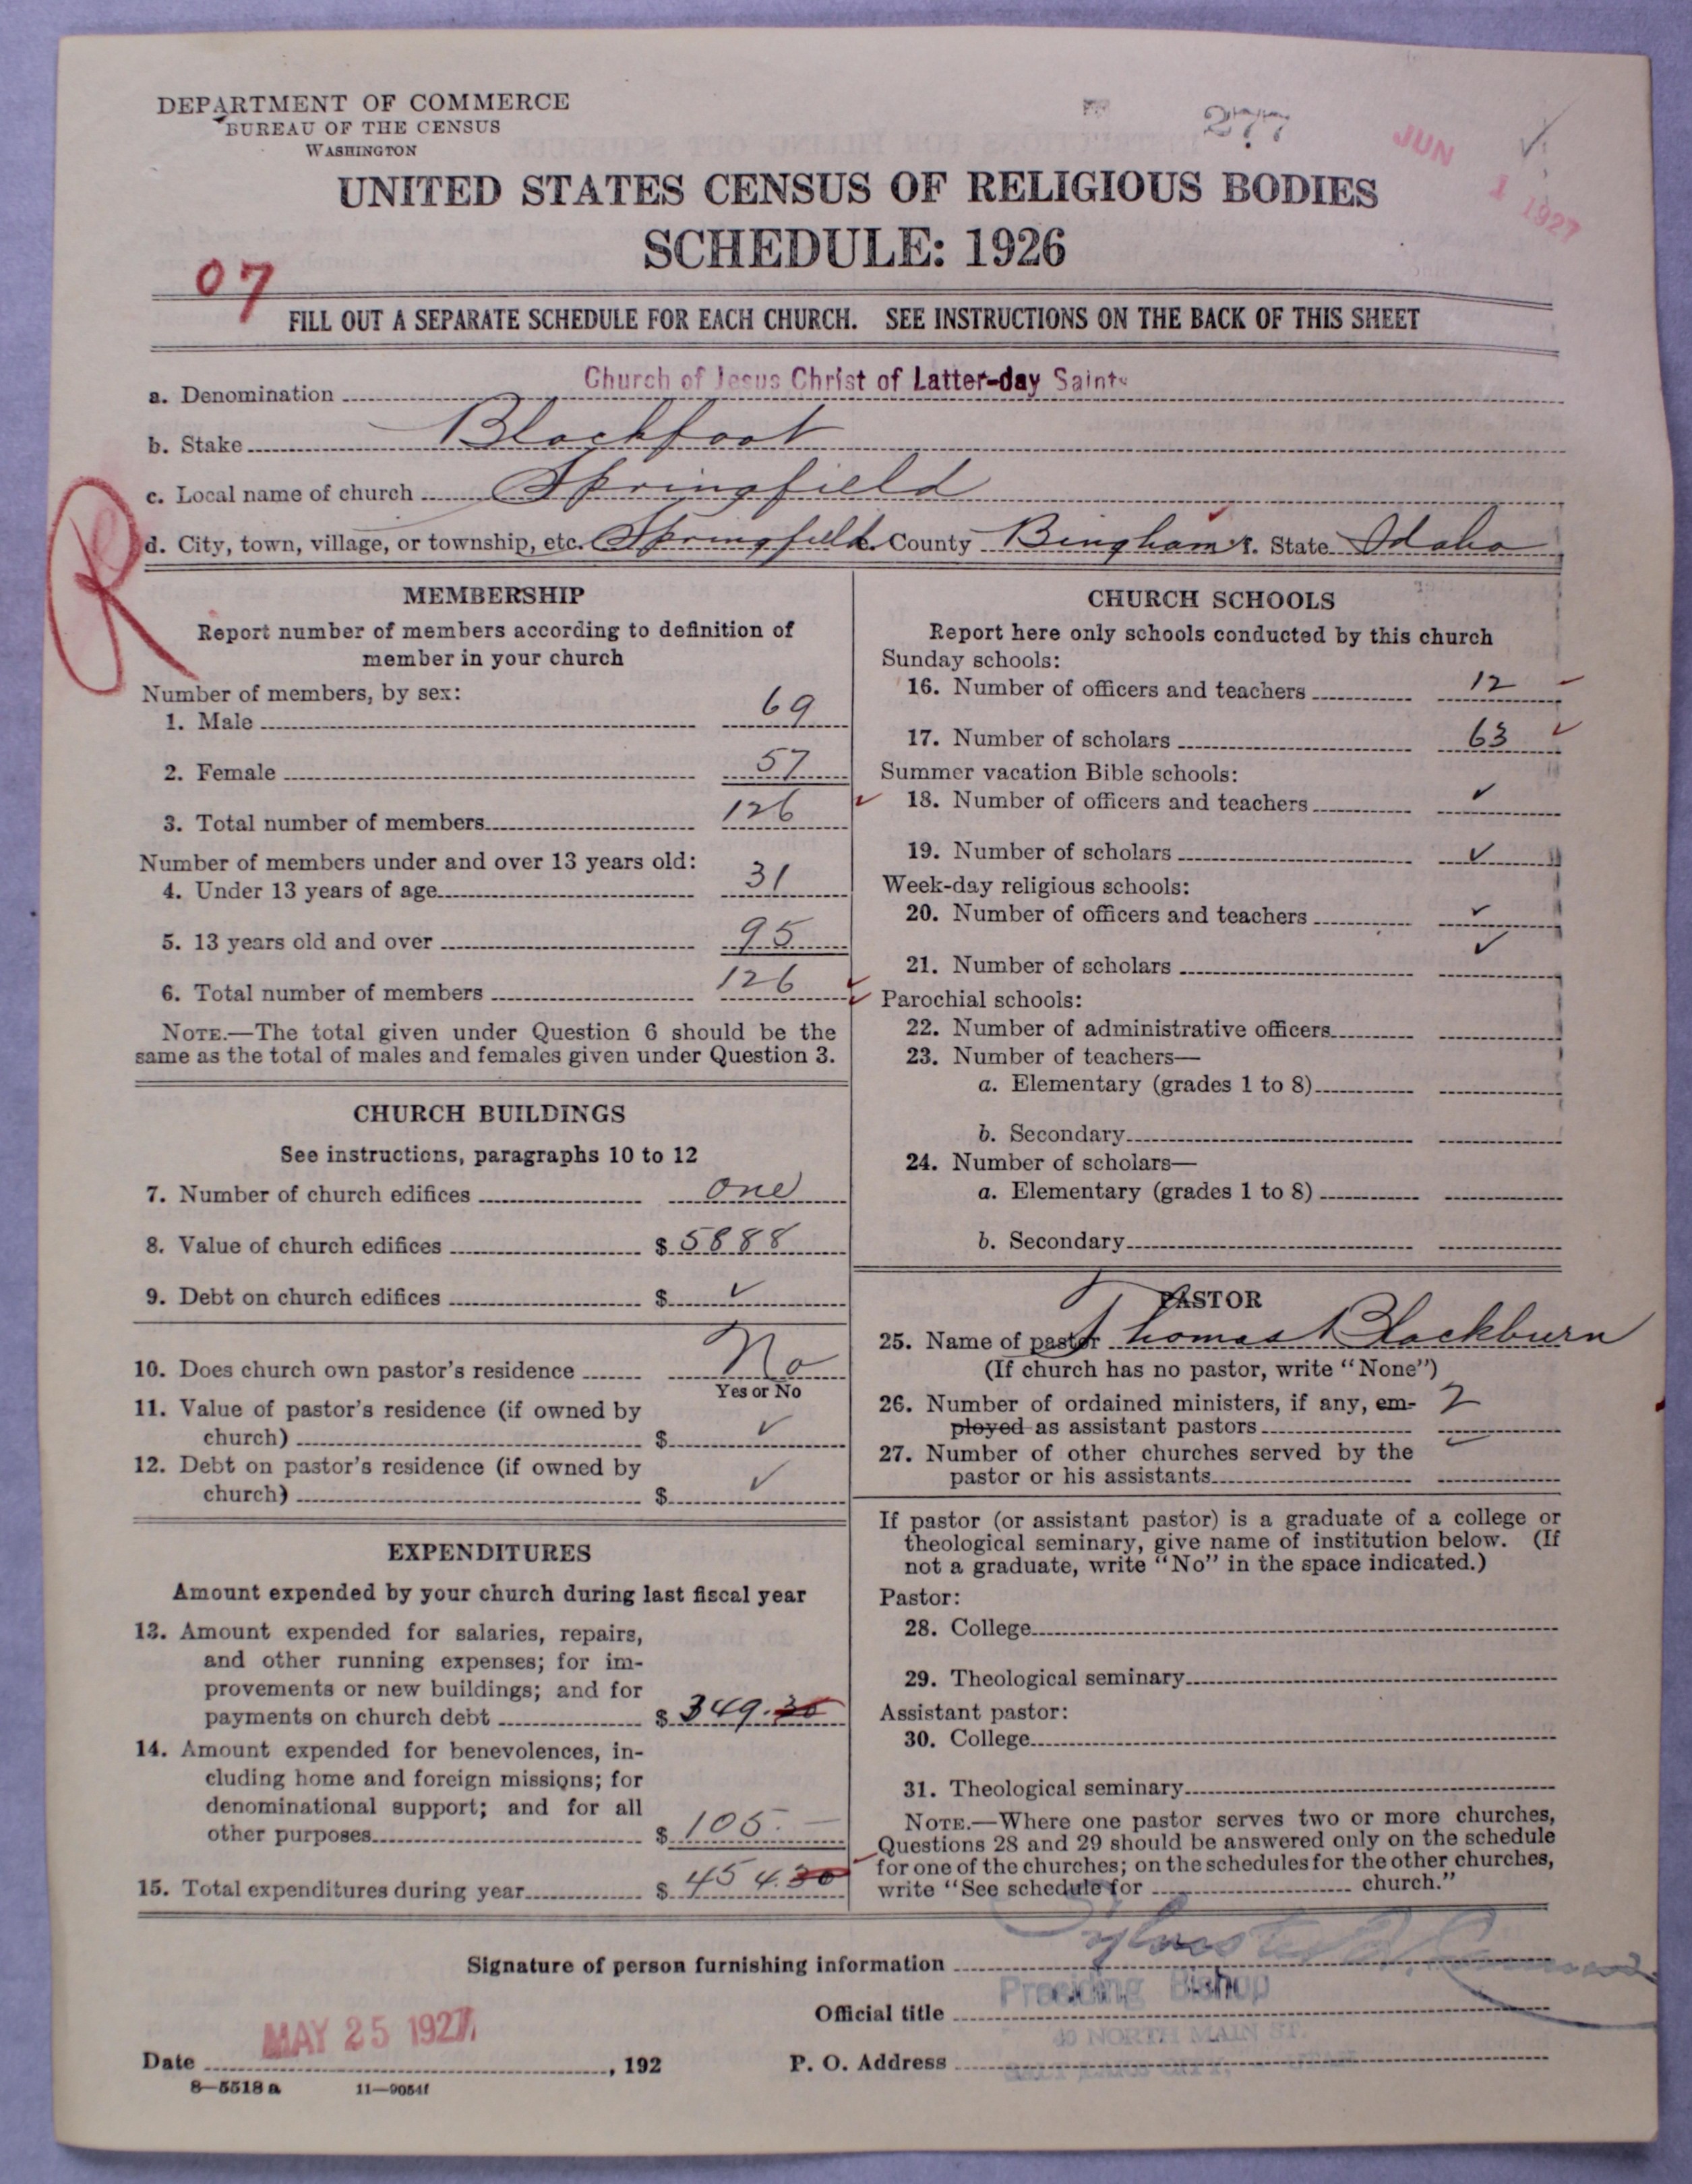 DEPARTMENT OF COMMERCE
BUREAU OF THE CENSUS
WASHINGTON
277
JUN 1 1927
UNITED STATES CENSUS OF RELIGIOUS BODIES
SCHEDULE: 1926
07
FILL OUT A SEPARATE SCHEDULE FOR EACH CHURCH. SEE INSTRUCTIONS ON THE BACK OF THIS SHEET
a. Denomination Church of Jesus Christ of Latter-day Saints
b. Stake Blackfoot
c. Local name of church Springfield
R
d. City, town, village, or township, etc. Springfield e. County Bingham f. State Idaho
MEMBERSHIP
Report number of members according to definition of
member in your church
Number of members, by sex:
1. Male 69
2. Female 57
3. Total number of members 126
Number of members under and over 13 years old:
4. Under 13 years of age 31
5. 13 years old and over 95
6. Total number of members 126
NOTE.—The total given under Question 6 should be the
same as the total of males and females given under Question 3.
CHURCH BUILDINGS
See instructions, paragraphs 10 to 12
7. Number of church edifices one
8. Value of church edifices $ 5888
9. Debt on church edifices $ ✓
10. Does church own pastor's residence No
Yes or No
11. Value of pastor's residence (if owned by
church) $ ✓
12. Debt on pastor's residence (if owned by
church) $ ✓
EXPENDITURES
Amount expended by your church during last fiscal year
13. Amount expended for salaries, repairs,
and other running expenses; for im-
provements or new buildings; and for
payments on church debt $ 349.30
14. Amount expended for benevolences, in-
cluding home and foreign missions; for
denominational support; and for all
other purposes $ 105.—
15. Total expenditures during year $ 454.30
CHURCH SCHOOLS
Report here only schools conducted by this church
Sunday schools:
16. Number of officers and teachers 12
17. Number of scholars 63
Summer vacation Bible schools:
18. Number of officers and teachers ✓
19. Number of scholars ✓
Week-day religious schools:
20. Number of officers and teachers ✓
21. Number of scholars ✓
Parochial schools:
22. Number of administrative officers
23. Number of teachers—
a. Elementary (grades 1 to 8)
b. Secondary
24. Number of scholars—
a. Elementary (grades 1 to 8)
b. Secondary
PASTOR
25. Name of pastor Thomas Blackburn
(If church has no pastor, write "None")
26. Number of ordained ministers, if any, em- 2
ployed as assistant pastors
27. Number of other churches served by the
pastor or his assistants
If pastor (or assistant pastor) is a graduate of a college or
theological seminary, give name of institution below. (If
not a graduate, write "No" in the space indicated.)
Pastor:
28. College
29. Theological seminary
Assistant pastor:
30. College
31. Theological seminary
NOTE.—Where one pastor serves two or more churches,
Questions 28 and 29 should be answered only on the schedule
for one of the churches; on the schedules for the other churches,
write "See schedule for church."
Signature of person furnishing information
Official title Presiding Bishop
40 NORTH MAIN ST.
Date MAY 25 1927, 192
P. O. Address
8—5518a 11—9054f